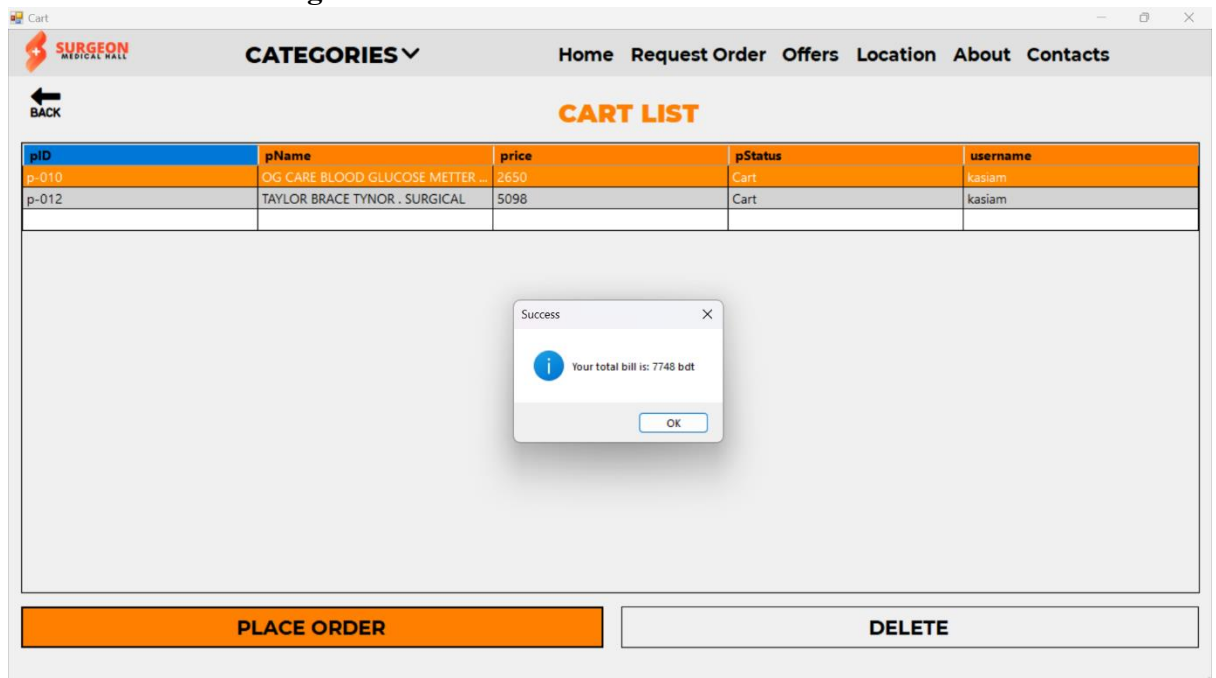 Cart
SURGEON
MEDICAL HALL
CATEGORIES Home Request Order Offers Location About Contacts
BACK
CART LIST
pID pName price pStatus username
p-010 OG CARE BLOOD GLUCOSE METTER ... 2650 Cart kasiam
p-012 TAYLOR BRACE TYNOR . SURGICAL 5098 Cart kasiam
Success
Your total bill is: 7748 bdt
OK
PLACE ORDER DELETE